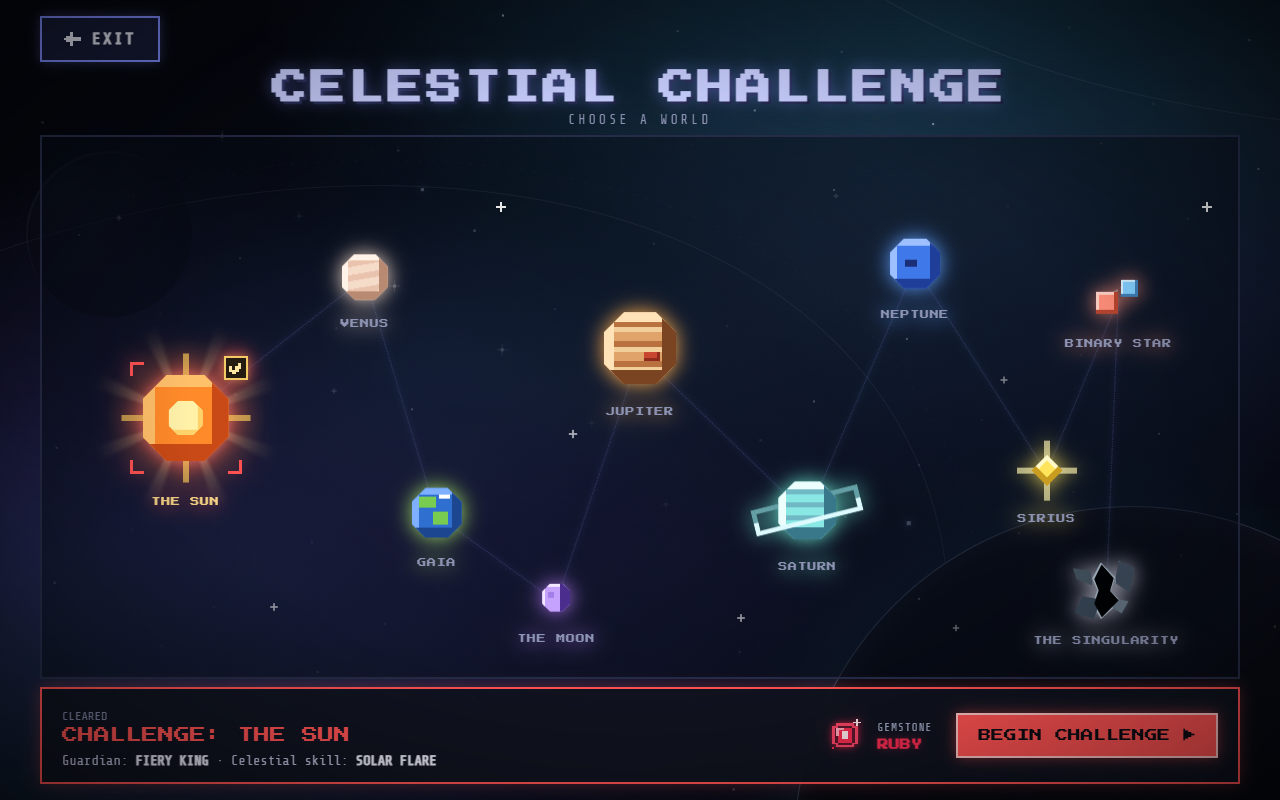 EXIT
CELESTIAL CHALLENGE
CHOOSE A WORLD
VENUS
NEPTUNE
BINARY STAR
JUPITER
THE SUN
SIRIUS
GAIA
SATURN
THE MOON
THE SINGULARITY
CLEARED
CHALLENGE: THE SUN
Guardian: FIERY KING · Celestial skill: SOLAR FLARE
GEMSTONE
RUBY
BEGIN CHALLENGE ▶